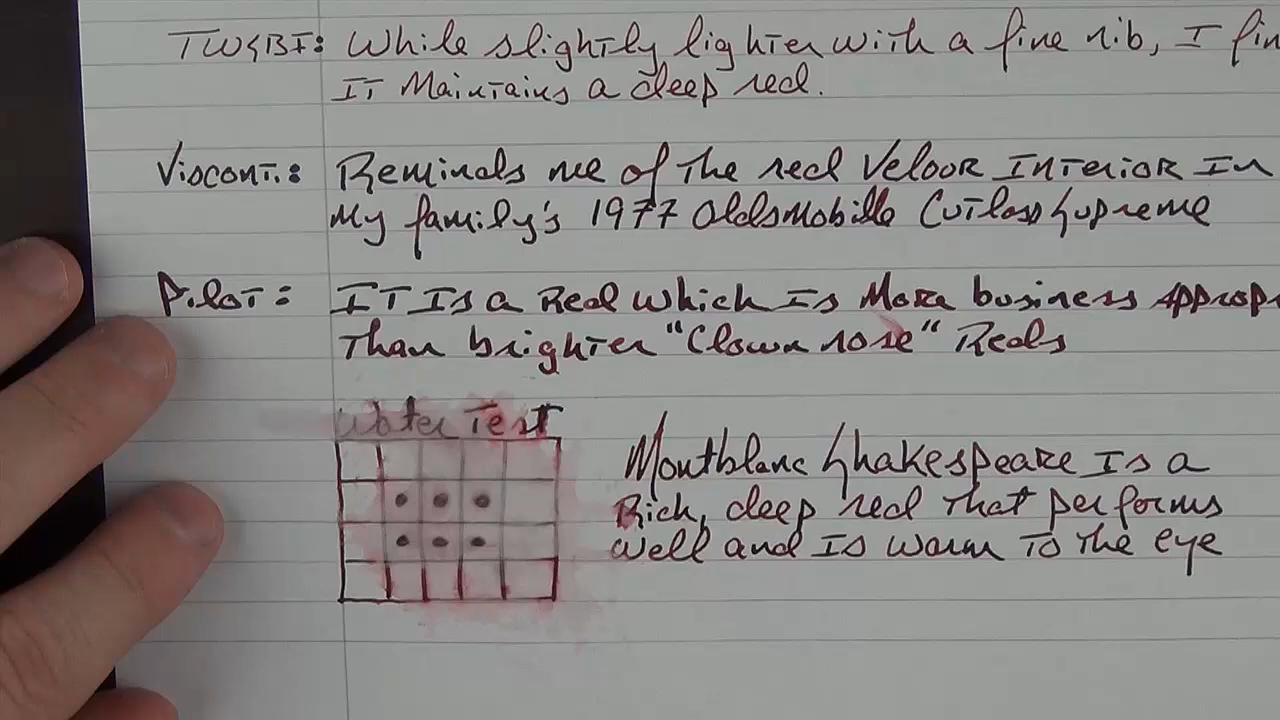 TWSBI: While slightly lighter with a fine nib, I fin
It Maintains a deep red.
Visconti: Reminds me of the red Velour Interior In
My family's 1977 Oldsmobile Cutlass Supreme
Pilot: It Is a Red which Is More business Approp
Than brighter "Clown nose" Reds
Water Test
Montblanc Shakespeare Is a
Rich, deep red That performs
well and Is warm To The eye